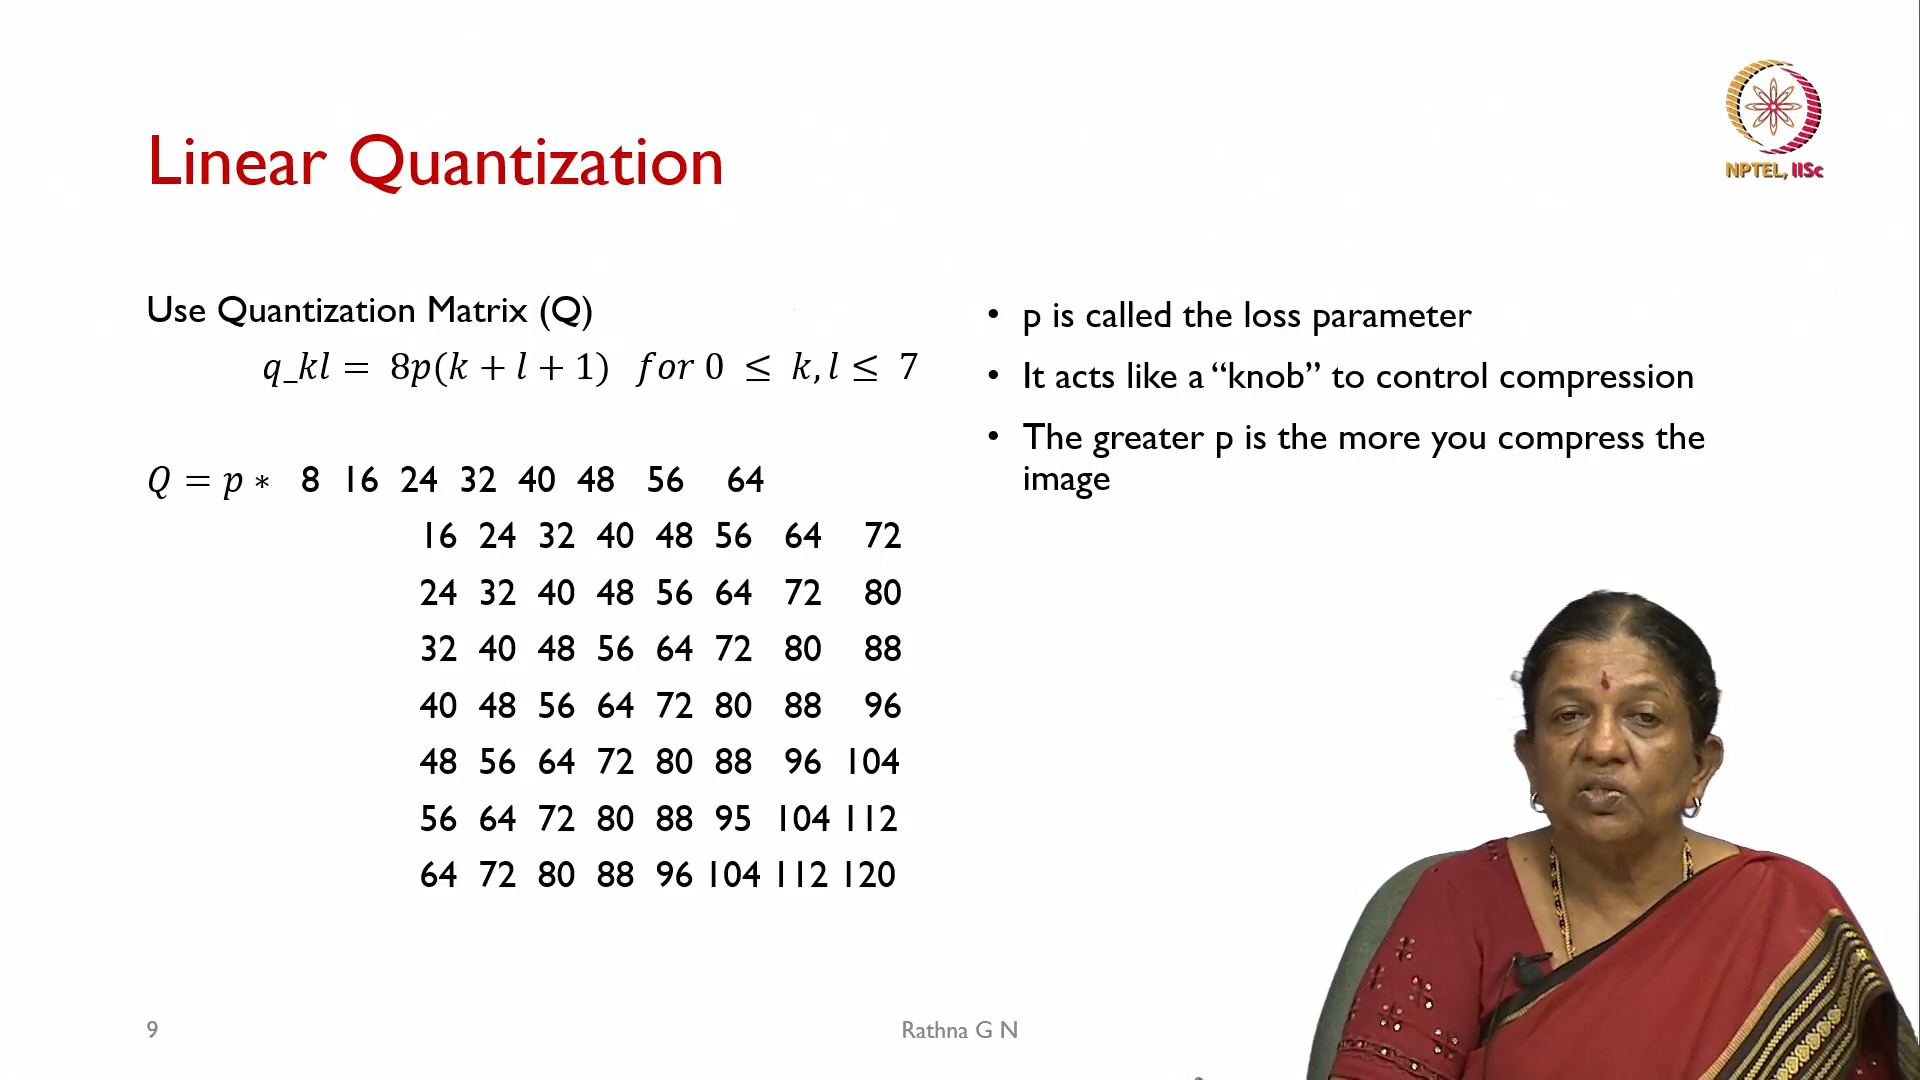 Linear Quantization
NPTEL, IISc
Use Quantization Matrix (Q)
q_kl = 8p(k + l + 1) for 0 ≤ k, l ≤ 7
Q = p ∗ 8 16 24 32 40 48 56 64
16 24 32 40 48 56 64 72
24 32 40 48 56 64 72 80
32 40 48 56 64 72 80 88
40 48 56 64 72 80 88 96
48 56 64 72 80 88 96 104
56 64 72 80 88 95 104 112
64 72 80 88 96 104 112 120
• p is called the loss parameter
• It acts like a “knob” to control compression
• The greater p is the more you compress the
image
9
Rathna G N